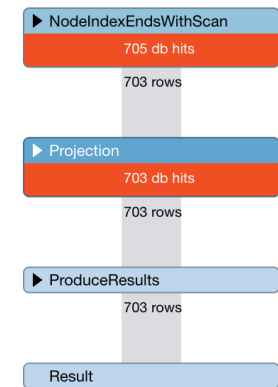 NodeIndexEndsWithScan
705 db hits
703 rows
Projection
703 db hits
703 rows
ProduceResults
703 rows
Result